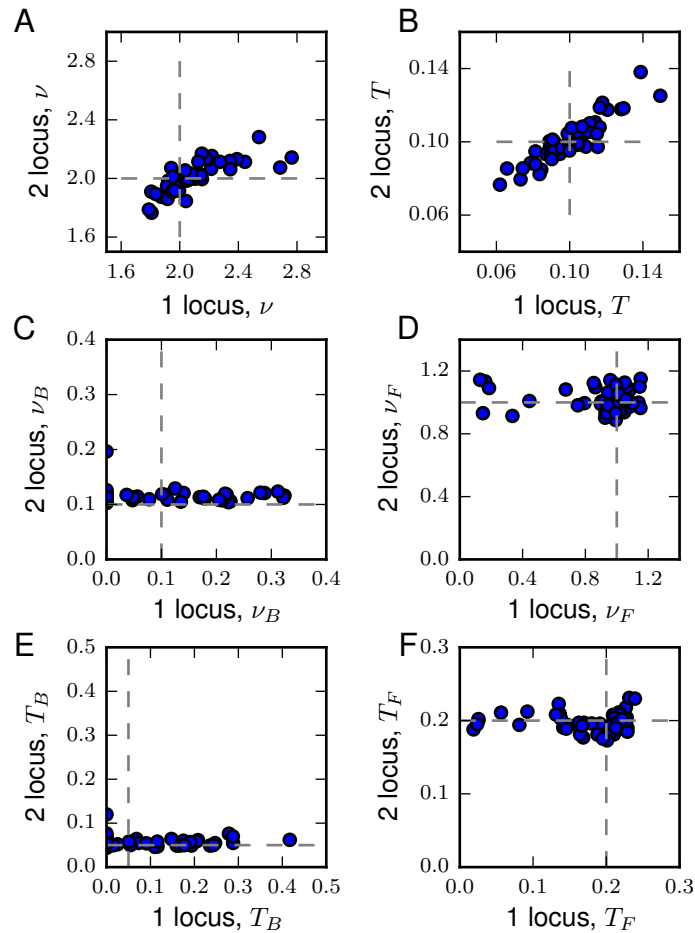 A
2.8
2.4
2.0
1.6
2 locus, ν
1.6 2.0 2.4 2.8
1 locus, ν
B
0.14
0.10
0.06
2 locus, T
0.06 0.10 0.14
1 locus, T
C
0.4
0.3
0.2
0.1
0.0
2 locus, ν_B
0.0 0.1 0.2 0.3 0.4
1 locus, ν_B
D
1.2
0.8
0.4
0.0
2 locus, ν_F
0.0 0.4 0.8 1.2
1 locus, ν_F
E
0.5
0.4
0.3
0.2
0.1
0.0
2 locus, T_B
0.0 0.1 0.2 0.3 0.4 0.5
1 locus, T_B
F
0.3
0.2
0.1
0.0
2 locus, T_F
0.0 0.1 0.2 0.3
1 locus, T_F